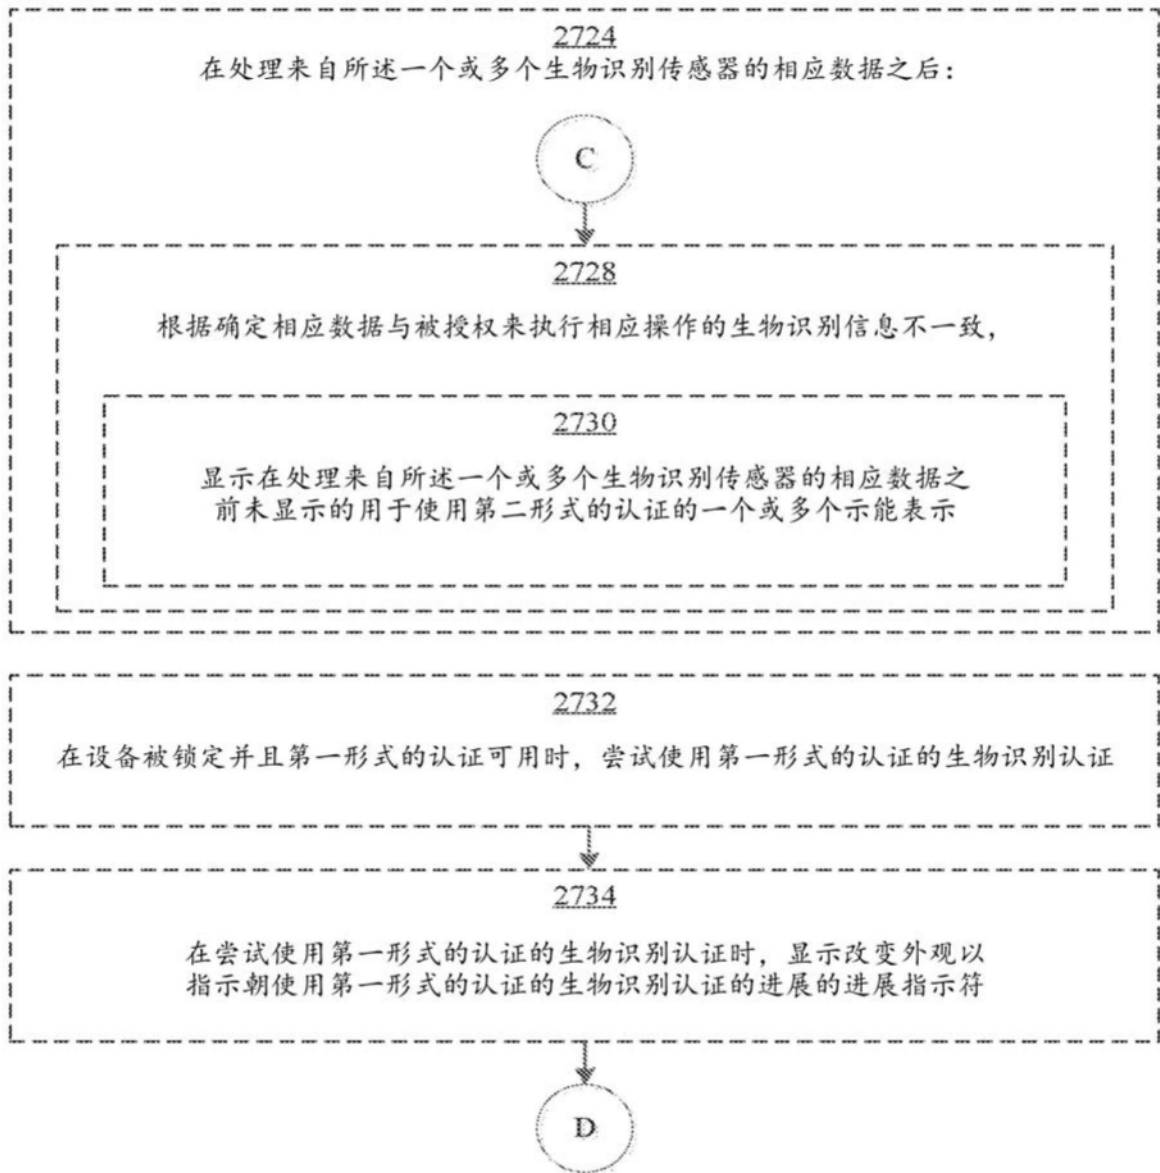 2724
在处理来自所述一个或多个生物识别传感器的相应数据之后：
C
2728
根据确定相应数据与被授权来执行相应操作的生物识别信息不一致，
2730
显示在处理来自所述一个或多个生物识别传感器的相应数据之
前未显示的用于使用第二形式的认证的一个或多个示能表示
2732
在设备被锁定并且第一形式的认证可用时，尝试使用第一形式的认证的生物识别认证
2734
在尝试使用第一形式的认证的生物识别认证时，显示改变外观以
指示朝使用第一形式的认证的生物识别认证的进展的进展指示符
D